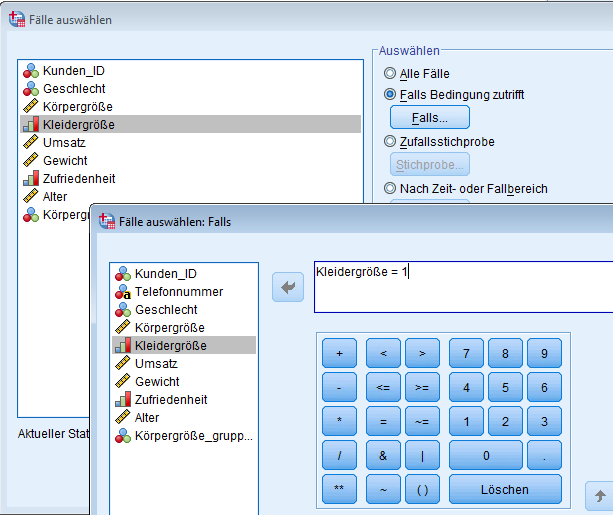 Fälle auswählen
Kunden_ID
Geschlecht
Körpergröße
Kleidergröße
Umsatz
Gewicht
Zufriedenheit
Alter
Körpergrö
Aktueller Stat
Auswählen
Alle Fälle
Falls Bedingung zutrifft
Falls...
Zufallsstichprobe
Stichprobe...
Nach Zeit- oder Fallbereich
Fälle auswählen: Falls
Kunden_ID
Telefonnummer
Geschlecht
Körpergröße
Kleidergröße
Umsatz
Gewicht
Zufriedenheit
Alter
Körpergröße_grupp...
Kleidergröße = 1
+ < > 7 8 9
- <= >= 4 5 6
* = ~= 1 2 3
/ & | 0 .
** ~ ( ) Löschen